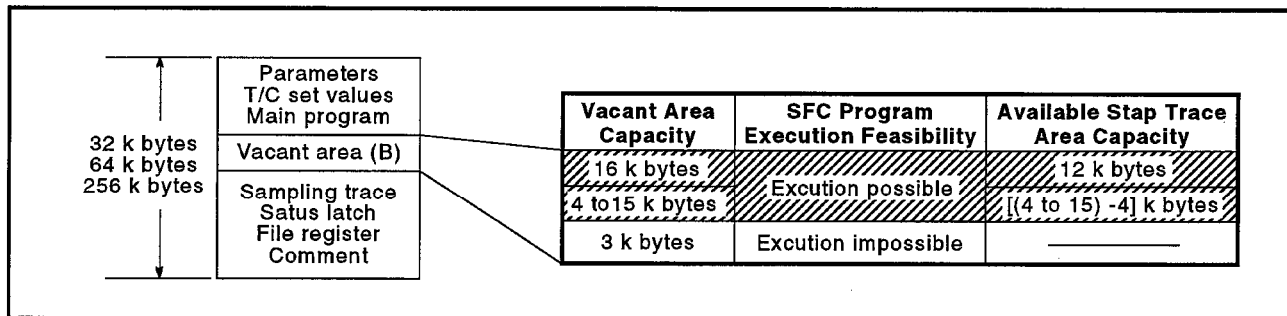 32 k bytes
64 k bytes
256 k bytes
Parameters
T/C set values
Main program
Vacant area (B)
Sampling trace
Satus latch
File register
Comment
Vacant Area Capacity
SFC Program Execution Feasibility
Available Stap Trace Area Capacity
16 k bytes
Excution possible
12 k bytes
4 to15 k bytes
[(4 to 15) -4] k bytes
3 k bytes
Excution impossible